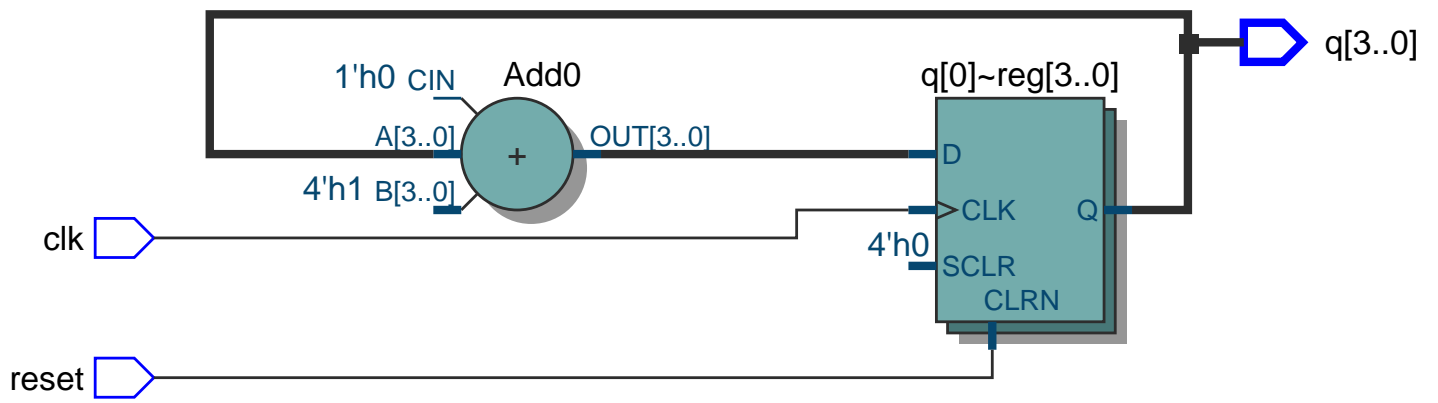 q[3..0]
1'h0 CIN
Add0
q[0]~reg[3..0]
A[3..0]
+
OUT[3..0]
4'h1 B[3..0]
D
CLK
Q
clk
4'h0
SCLR
CLRN
reset